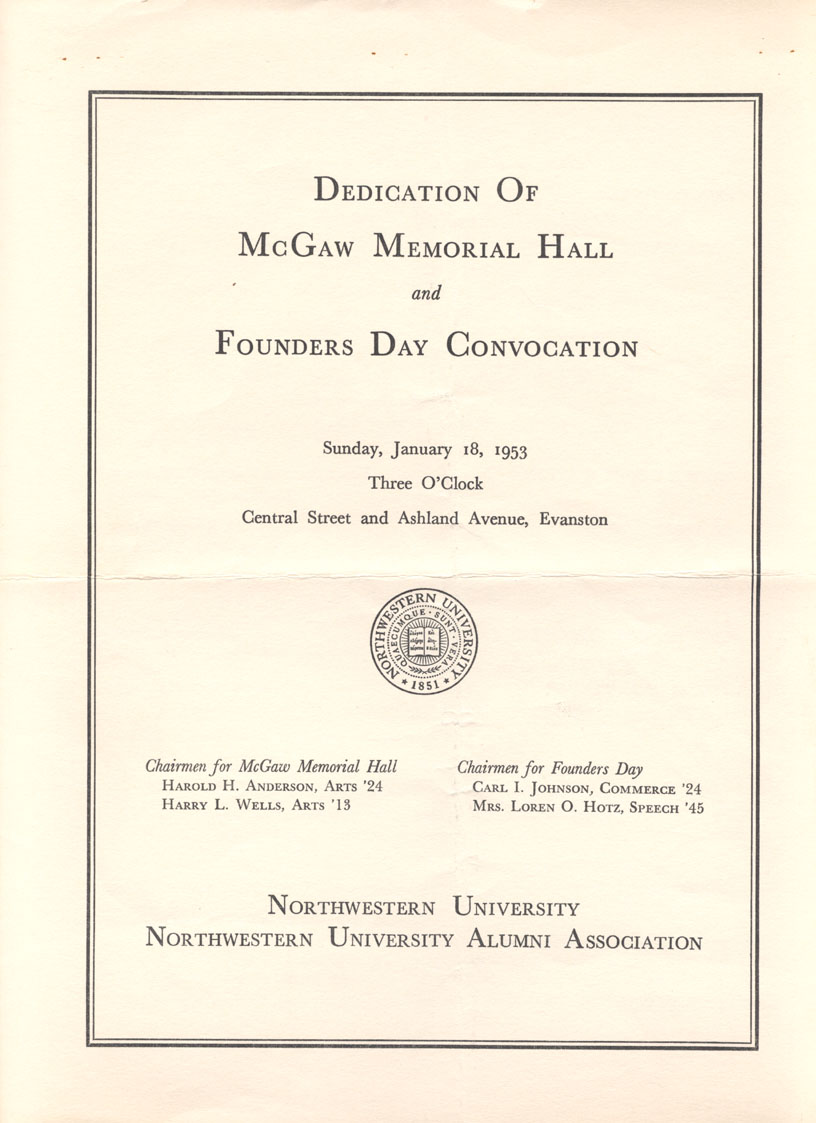 Dedication Of
McGaw Memorial Hall
and
Founders Day Convocation
Sunday, January 18, 1953
Three O'Clock
Central Street and Ashland Avenue, Evanston
NORTHWESTERN UNIVERSITY
QUAECUMQUE · SUNT · VERA
★ 1851 ★
Chairmen for McGaw Memorial Hall
Harold H. Anderson, Arts '24
Harry L. Wells, Arts '13
Chairmen for Founders Day
Carl I. Johnson, Commerce '24
Mrs. Loren O. Hotz, Speech '45
Northwestern University
Northwestern University Alumni Association